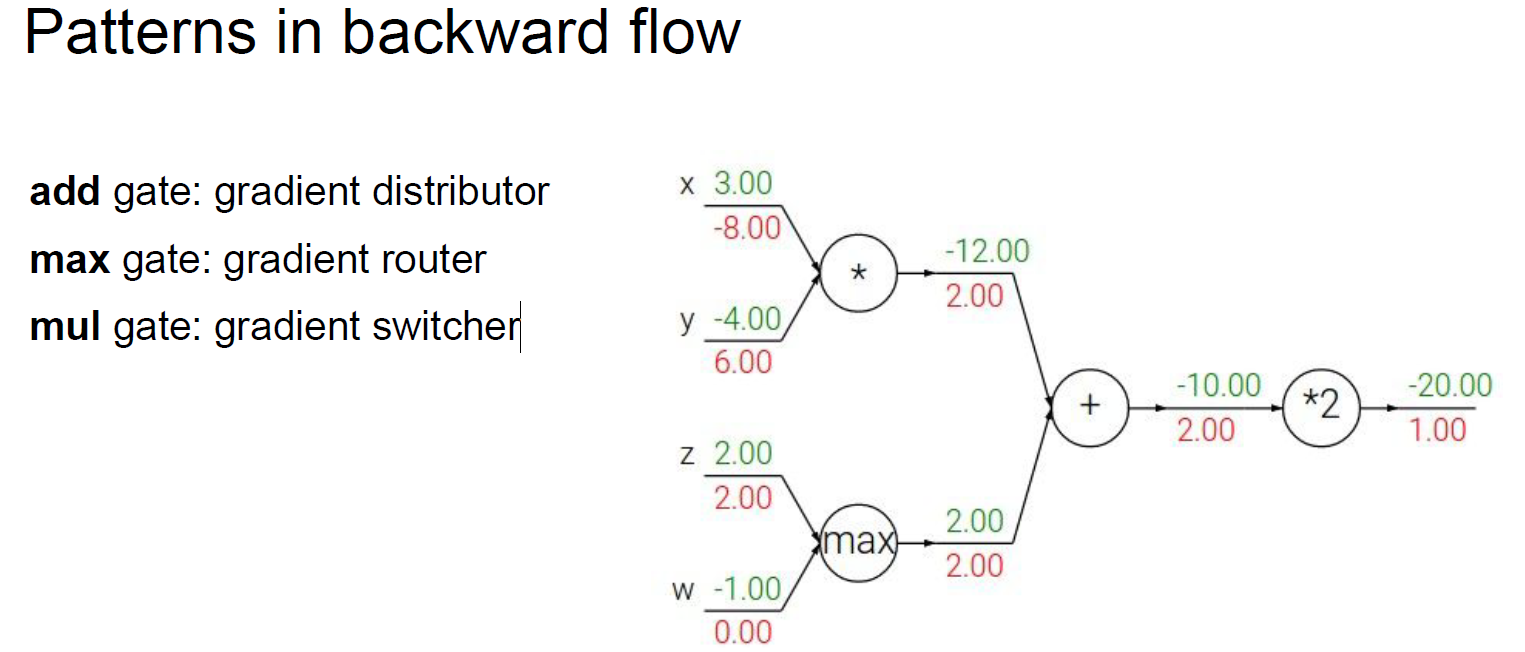 Patterns in backward flow
add gate: gradient distributor
max gate: gradient router
mul gate: gradient switcher
x 3.00
-8.00
y -4.00
6.00
*
-12.00
2.00
z 2.00
2.00
w -1.00
0.00
max
2.00
2.00
+
-10.00
2.00
*2
-20.00
1.00